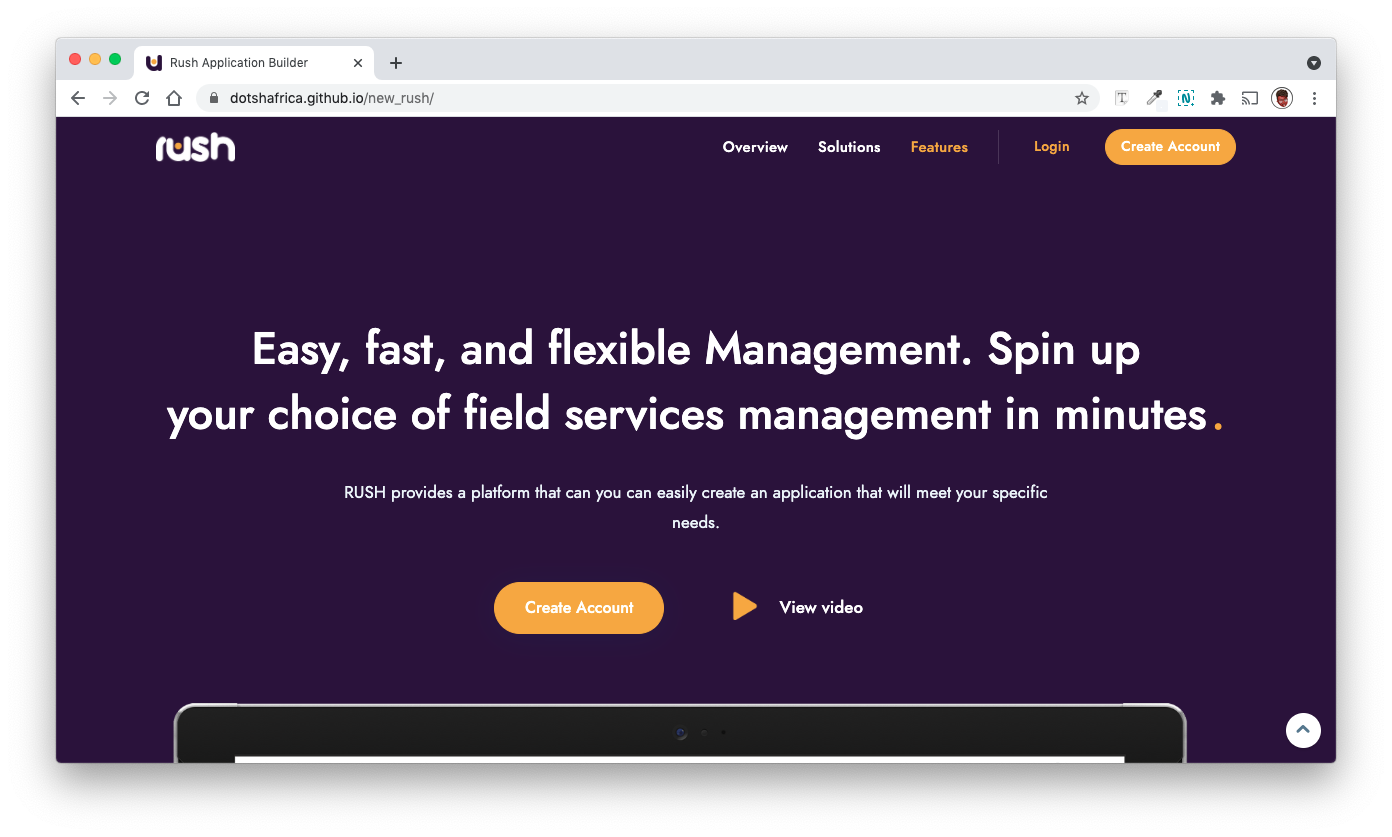 Rush Application Builder
dotshafrica.github.io/new_rush/
rush
Overview Solutions Features Login Create Account
Easy, fast, and flexible Management. Spin up
your choice of field services management in minutes.
RUSH provides a platform that can you can easily create an application that will meet your specific
needs.
Create Account View video